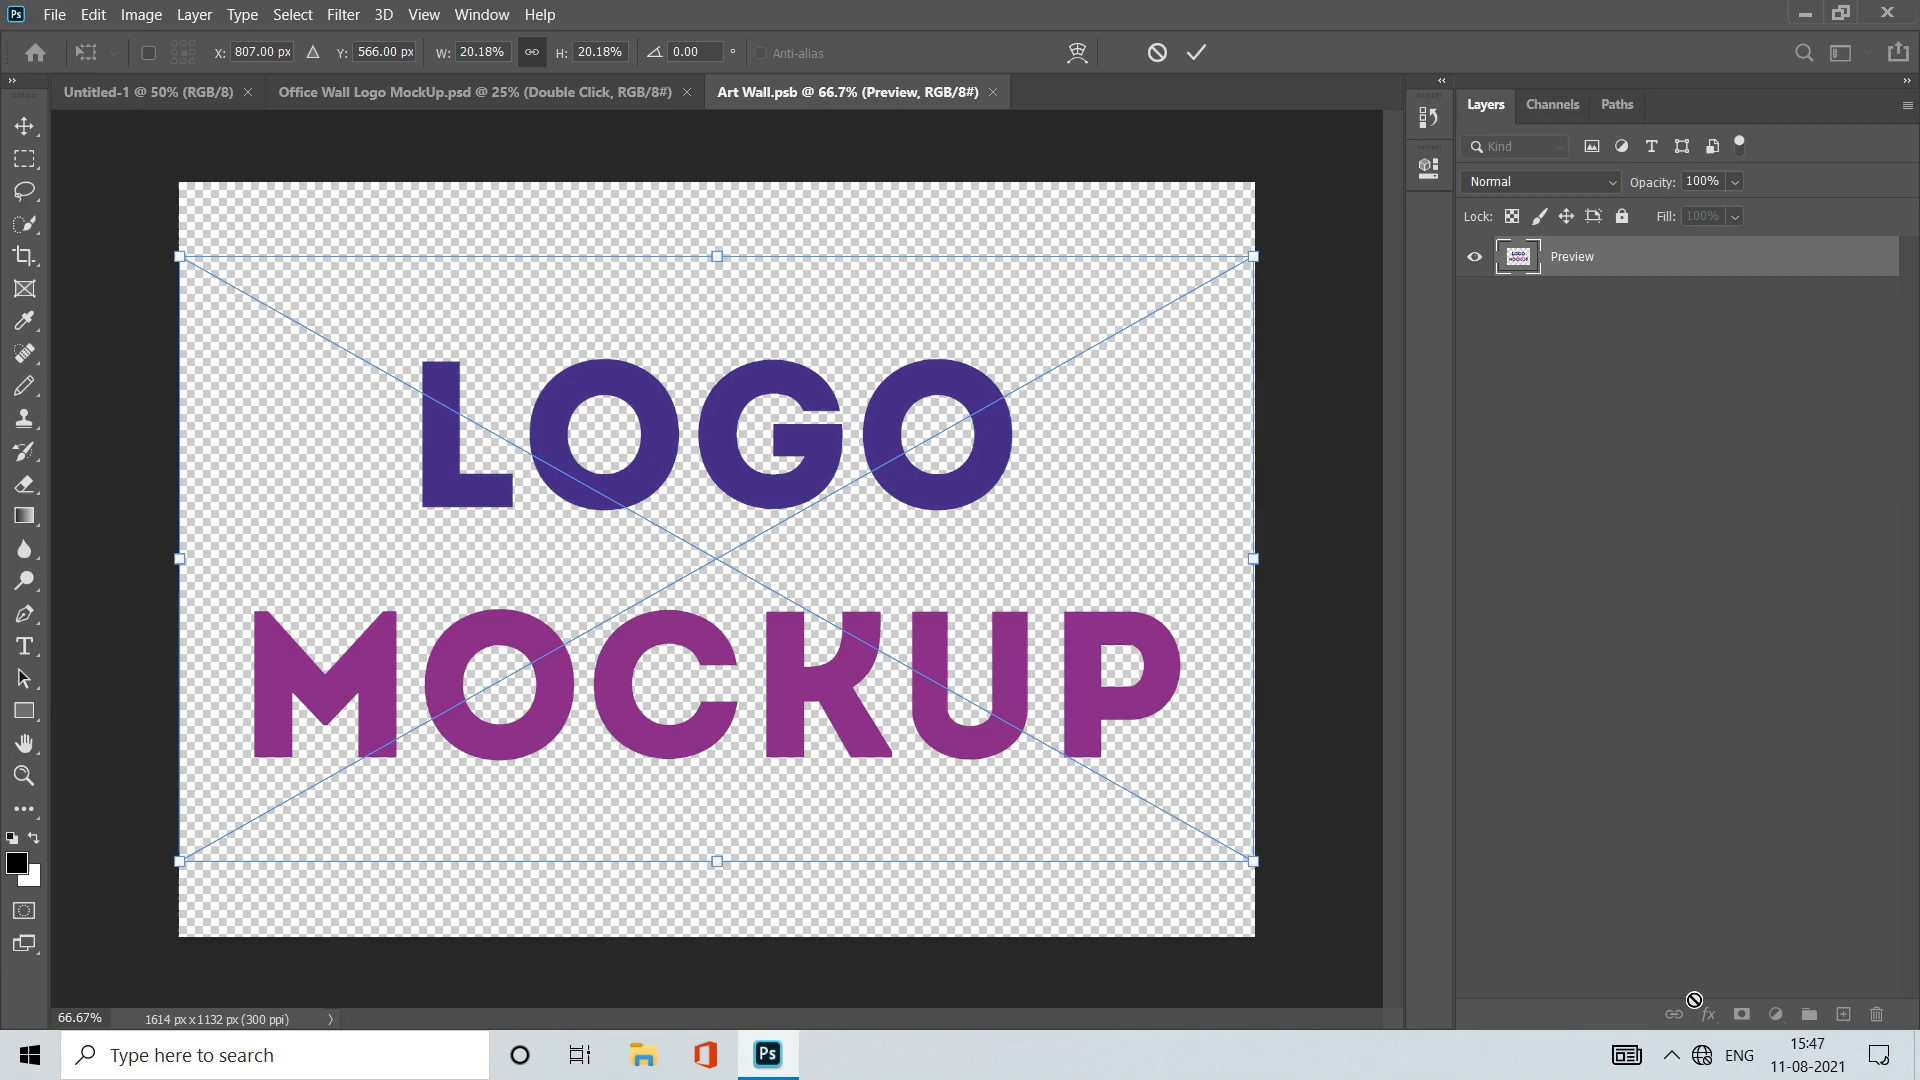 Ps File Edit Image Layer Type Select Filter 3D View Window Help
X: 807.00 px Y: 566.00 px W: 20.18% H: 20.18% 0.00 ° Anti-alias
Untitled-1 @ 50% (RGB/8) × Office Wall Logo MockUp.psd @ 25% (Double Click, RGB/8#) × Art Wall.psb @ 66.7% (Preview, RGB/8#) ×
Layers Channels Paths
Kind
Normal Opacity: 100%
Lock: Fill: 100%
Preview
LOGO
MOCKUP
66.67% 1614 px x 1132 px (300 ppi)
fx
Type here to search
Ps
ENG
15:47
11-08-2021